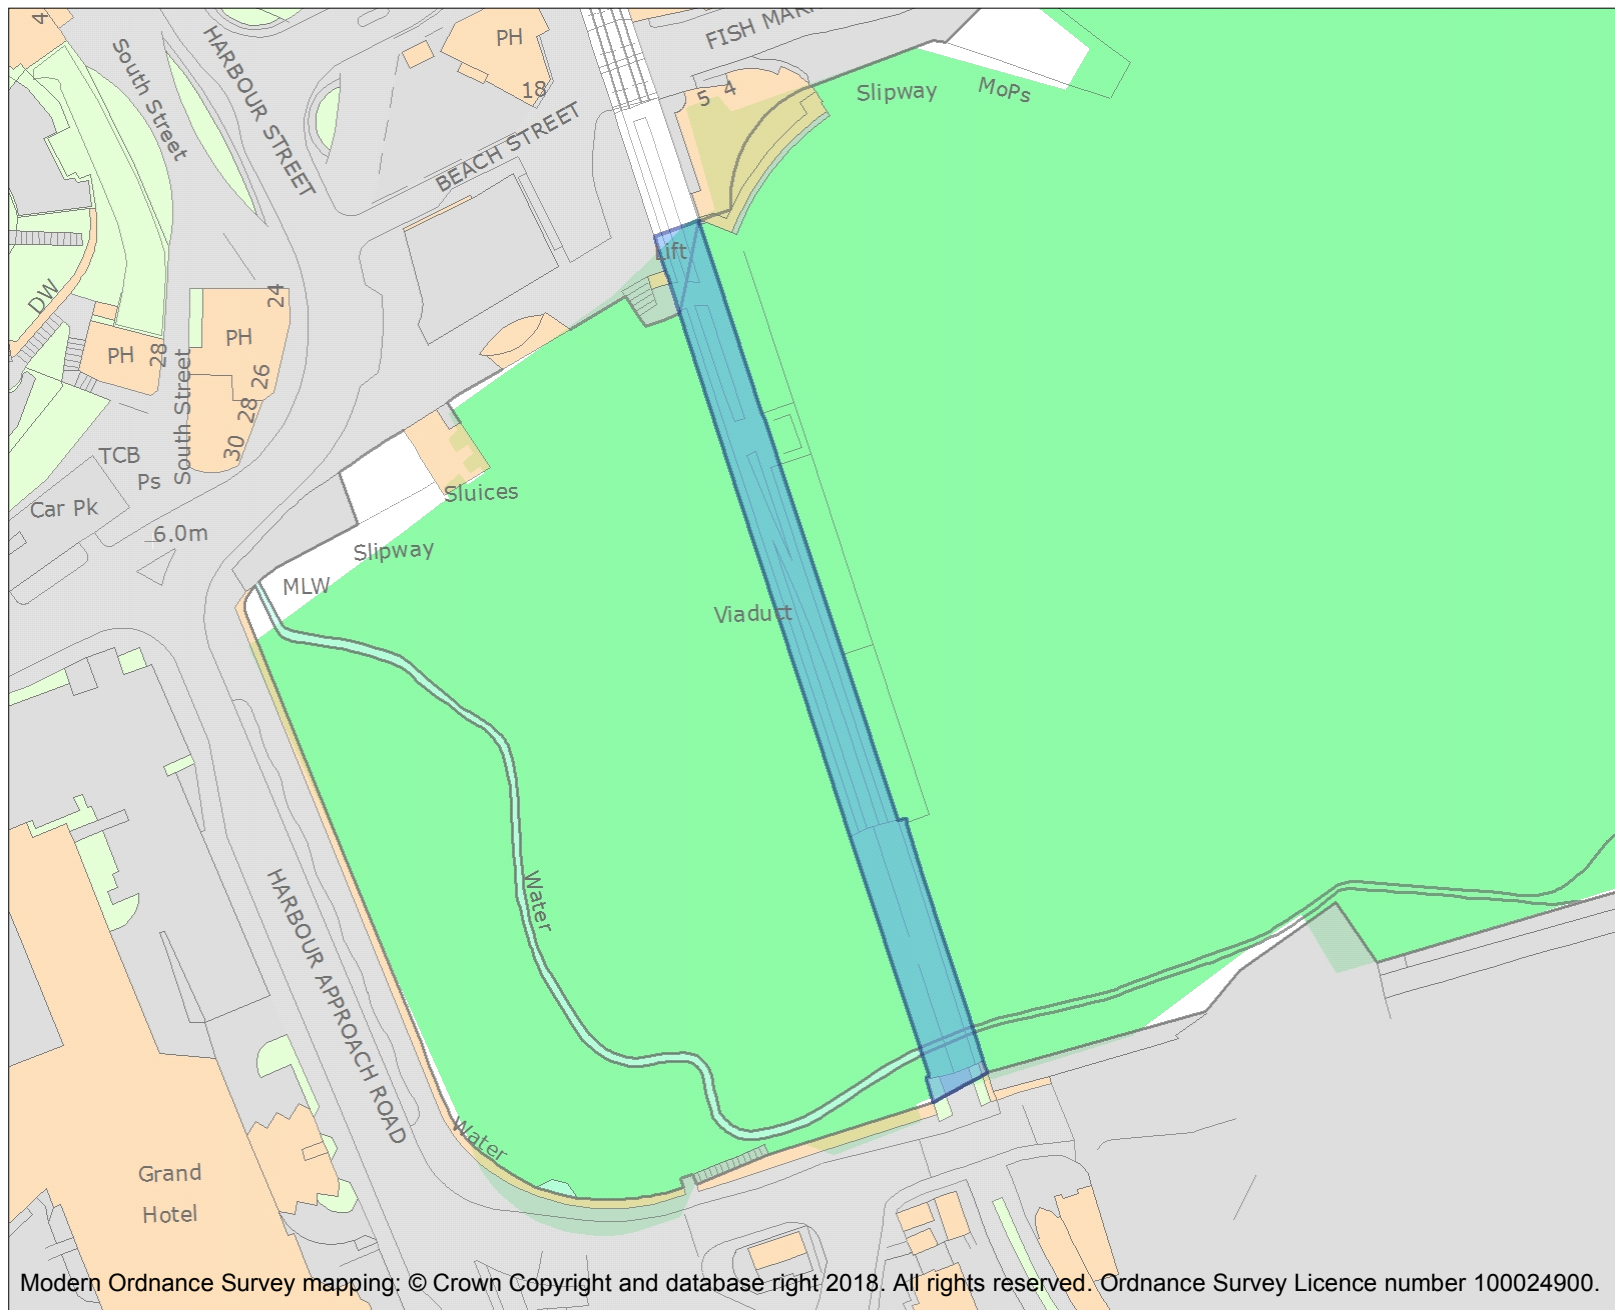 4
South Street
HARBOUR STREET
PH
18
FISH MAR
BEACH STREET
5 4
Slipway
MoPs
Lift
DW
24
PH
PH
28
South Street
26
28
30
TCB
Ps
Car Pk
6.0m
Sluices
Slipway
MLW
Viaduct
Water
HARBOUR APPROACH ROAD
Water
Grand
Hotel
Modern Ordnance Survey mapping: © Crown Copyright and database right 2018. All rights reserved. Ordnance Survey Licence number 100024900.